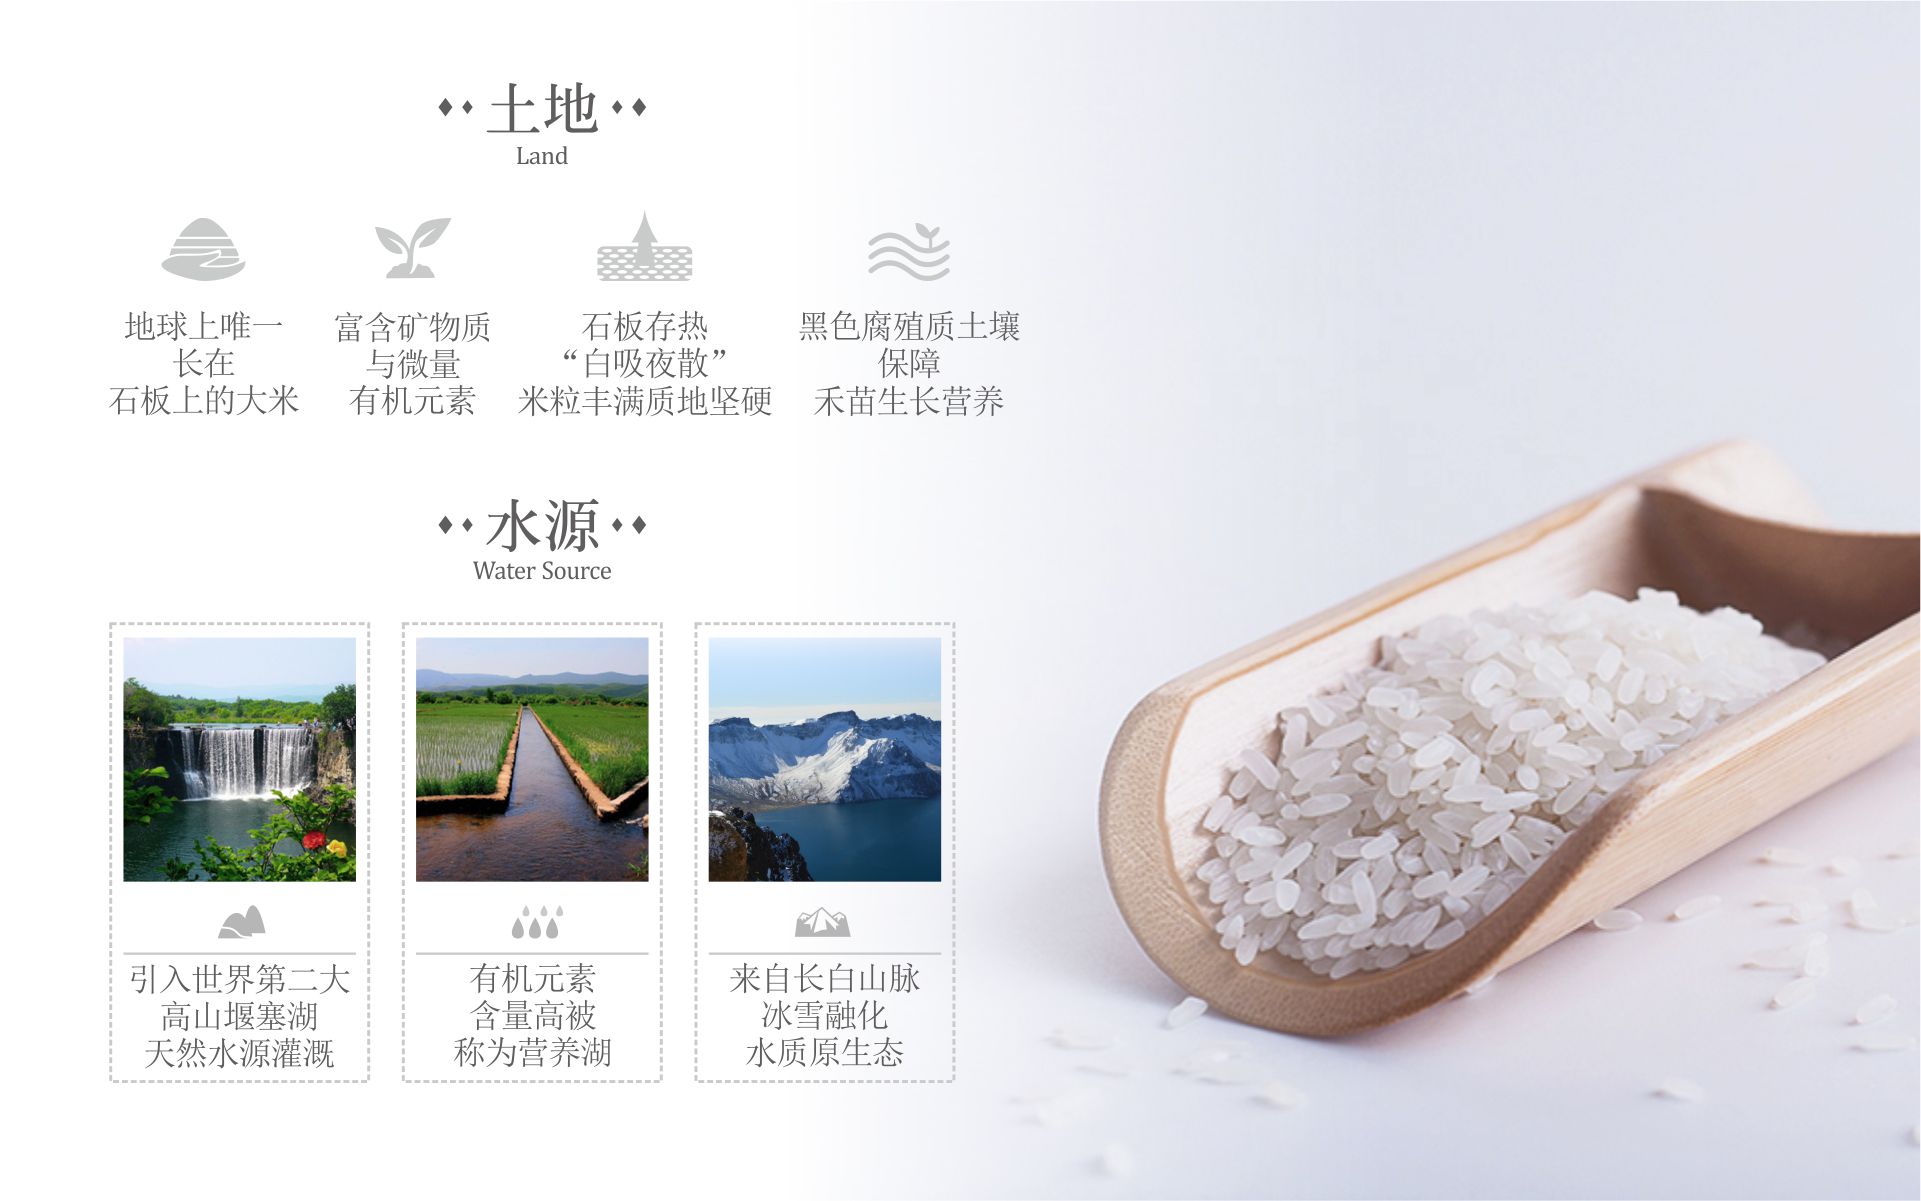 土地
Land
地球上唯一
长在
石板上的大米
富含矿物质
与微量
有机元素
石板存热
“白吸夜散”
米粒丰满质地坚硬
黑色腐殖质土壤
保障
禾苗生长营养
水源
Water Source
引入世界第二大
高山堰塞湖
天然水源灌溉
有机元素
含量高被
称为营养湖
来自长白山脉
冰雪融化
水质原生态